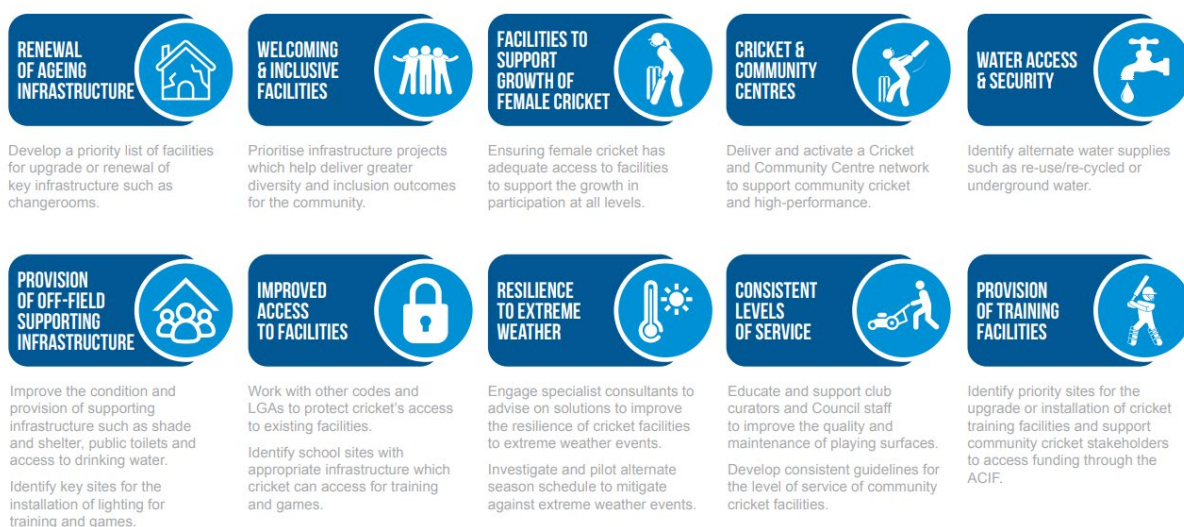 RENEWAL
OF AGEING
INFRASTRUCTURE
Develop a priority list of facilities
for upgrade or renewal of
key infrastructure such as
changerooms.
WELCOMING
& INCLUSIVE
FACILITIES
Prioritise infrastructure projects
which help deliver greater
diversity and inclusion outcomes
for the community.
FACILITIES TO
SUPPORT
GROWTH OF
FEMALE CRICKET
Ensuring female cricket has
adequate access to facilities
to support the growth in
participation at all levels.
CRICKET &
COMMUNITY
CENTRES
Deliver and activate a Cricket
and Community Centre network
to support community cricket
and high-performance.
WATER ACCESS
& SECURITY
Identify alternate water supplies
such as re-use/re-cycled or
underground water.
PROVISION
OF OFF-FIELD
SUPPORTING
INFRASTRUCTURE
Improve the condition and
provision of supporting
infrastructure such as shade
and shelter, public toilets and
access to drinking water.
Identify key sites for the
installation of lighting for
training and games.
IMPROVED
ACCESS
TO FACILITIES
Work with other codes and
LGAs to protect cricket's access
to existing facilities.
Identify school sites with
appropriate infrastructure which
cricket can access for training
and games.
RESILIENCE
TO EXTREME
WEATHER
Engage specialist consultants to
advise on solutions to improve
the resilience of cricket facilities
to extreme weather events.
Investigate and pilot alternate
season schedule to mitigate
against extreme weather events.
CONSISTENT
LEVELS
OF SERVICE
Educate and support club
curators and Council staff
to improve the quality and
maintenance of playing surfaces.
Develop consistent guidelines for
the level of service of community
cricket facilities.
PROVISION
OF TRAINING
FACILITIES
Identify priority sites for the
upgrade or installation of cricket
training facilities and support
community cricket stakeholders
to access funding through the
ACIF.